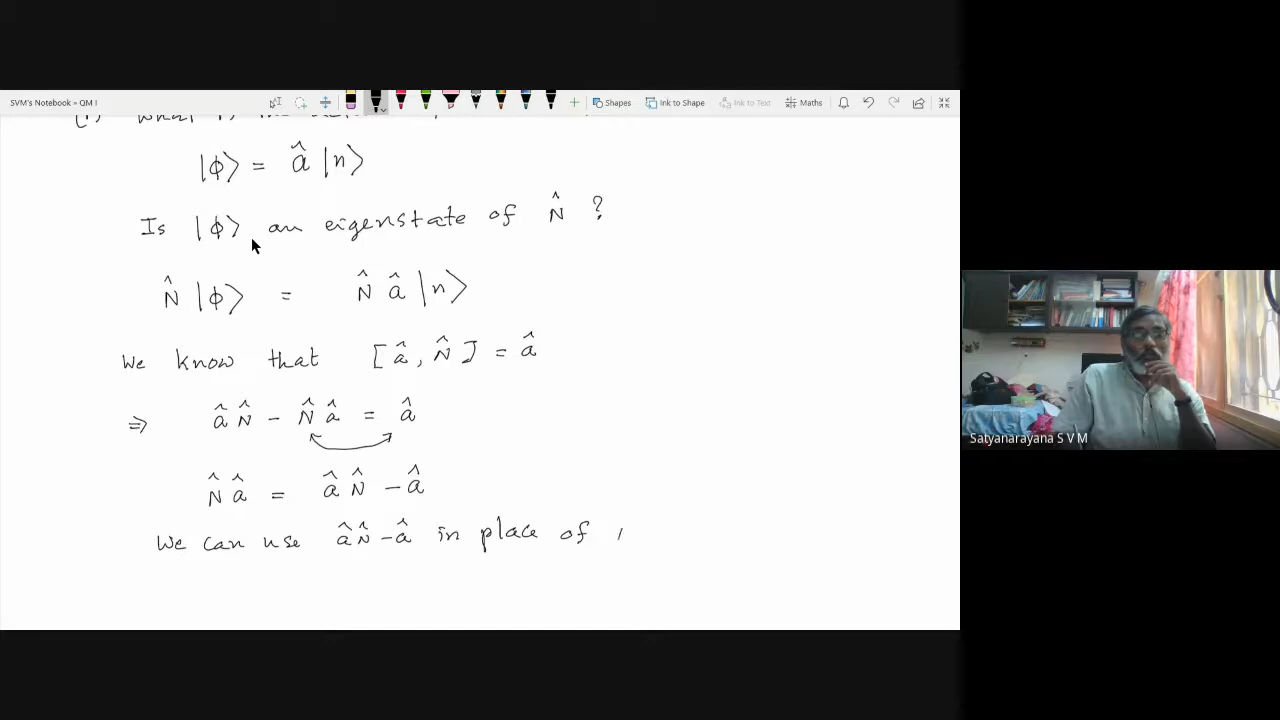 SVM's Notebook » QM I
Shapes Ink to Shape Ink to Text Maths
|ϕ⟩ = â |n⟩
Is |ϕ⟩ an eigenstate of N̂ ?
N̂ |ϕ⟩ = N̂ â |n⟩
We know that [â, N̂] = â
⇒ â N̂ - N̂ â = â
N̂ â = â N̂ - â
We can use âN̂ - â in place of
Satyanarayana S V M